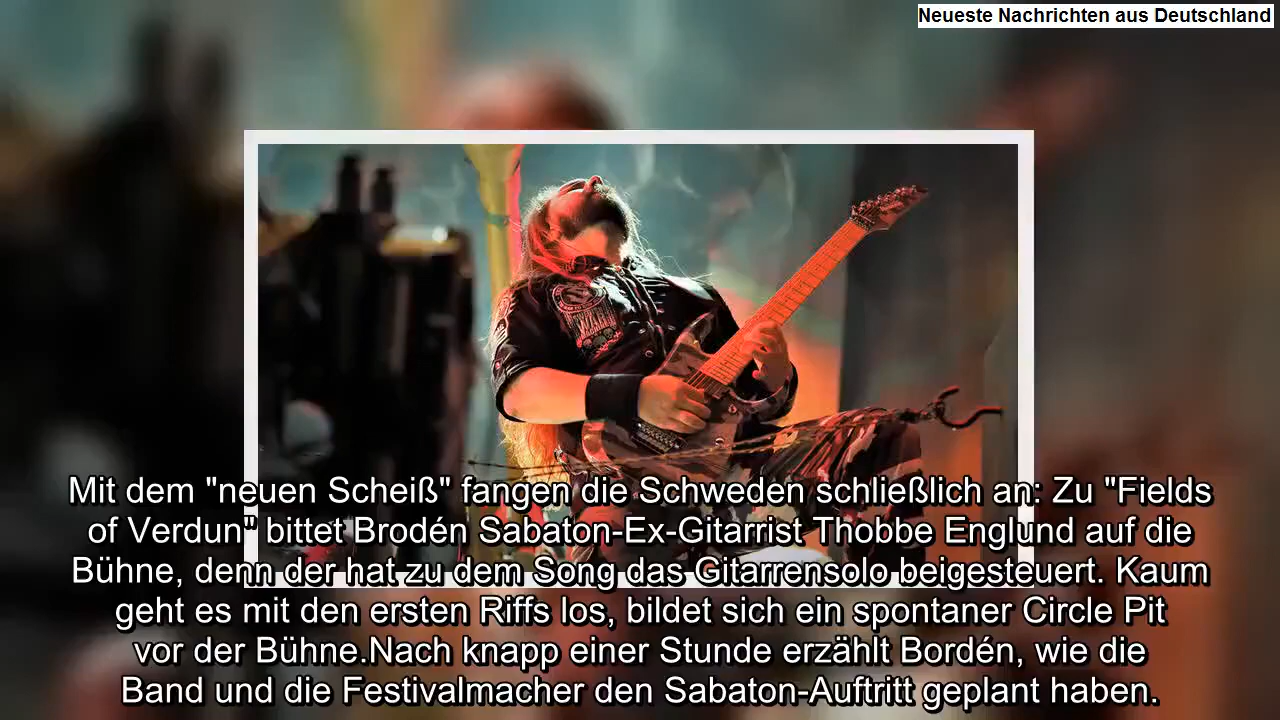 Neueste Nachrichten aus Deutschland
Mit dem "neuen Scheiß" fangen die Schweden schließlich an: Zu "Fields
of Verdun" bittet Brodén Sabaton-Ex-Gitarrist Thobbe Englund auf die
Bühne, denn der hat zu dem Song das Gitarrensolo beigesteuert. Kaum
geht es mit den ersten Riffs los, bildet sich ein spontaner Circle Pit
vor der Bühne.Nach knapp einer Stunde erzählt Bordén, wie die
Band und die Festivalmacher den Sabaton-Auftritt geplant haben.